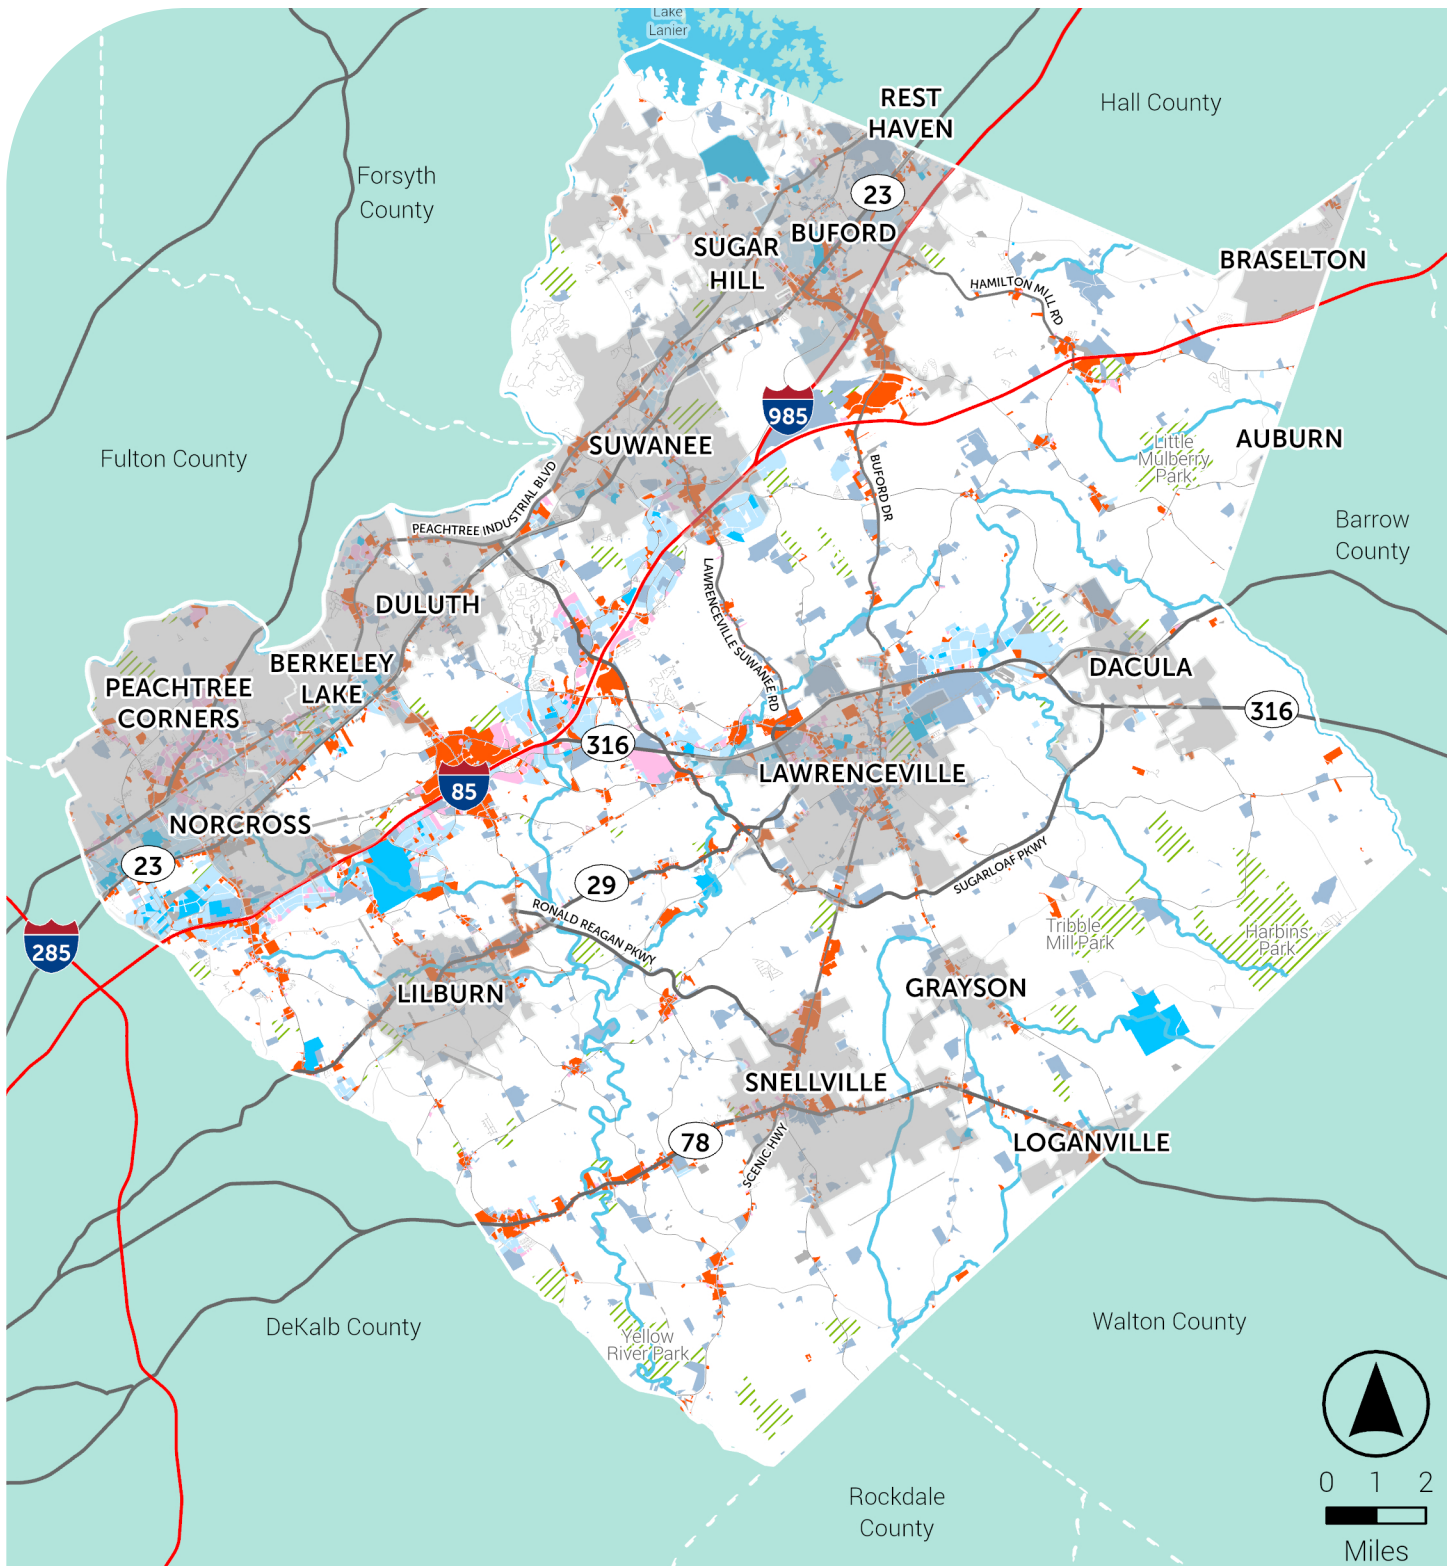 Lake
Lanier
REST
HAVEN
Hall County
Forsyth
County
23
BUFORD
SUGAR
HILL
BRASELTON
HAMILTON MILL RD
985
SUWANEE
AUBURN
Little
Mulberry
Park
Fulton County
BUFORD DR
PEACHTREE INDUSTRIAL BLVD
Barrow
County
LAWRENCEVILLE SUWANEE RD
DULUTH
BERKELEY
LAKE
DACULA
PEACHTREE
CORNERS
316
316
LAWRENCEVILLE
85
NORCROSS
23
29
SUGARLOAF PKWY
RONALD REAGAN PKWY
285
Tribble
Mill Park
Harbins
Park
LILBURN
GRAYSON
SNELLVILLE
78
SCENIC HWY
LOGANVILLE
DeKalb County
Yellow
River Park
Walton County
Rockdale
County
0 1 2
Miles